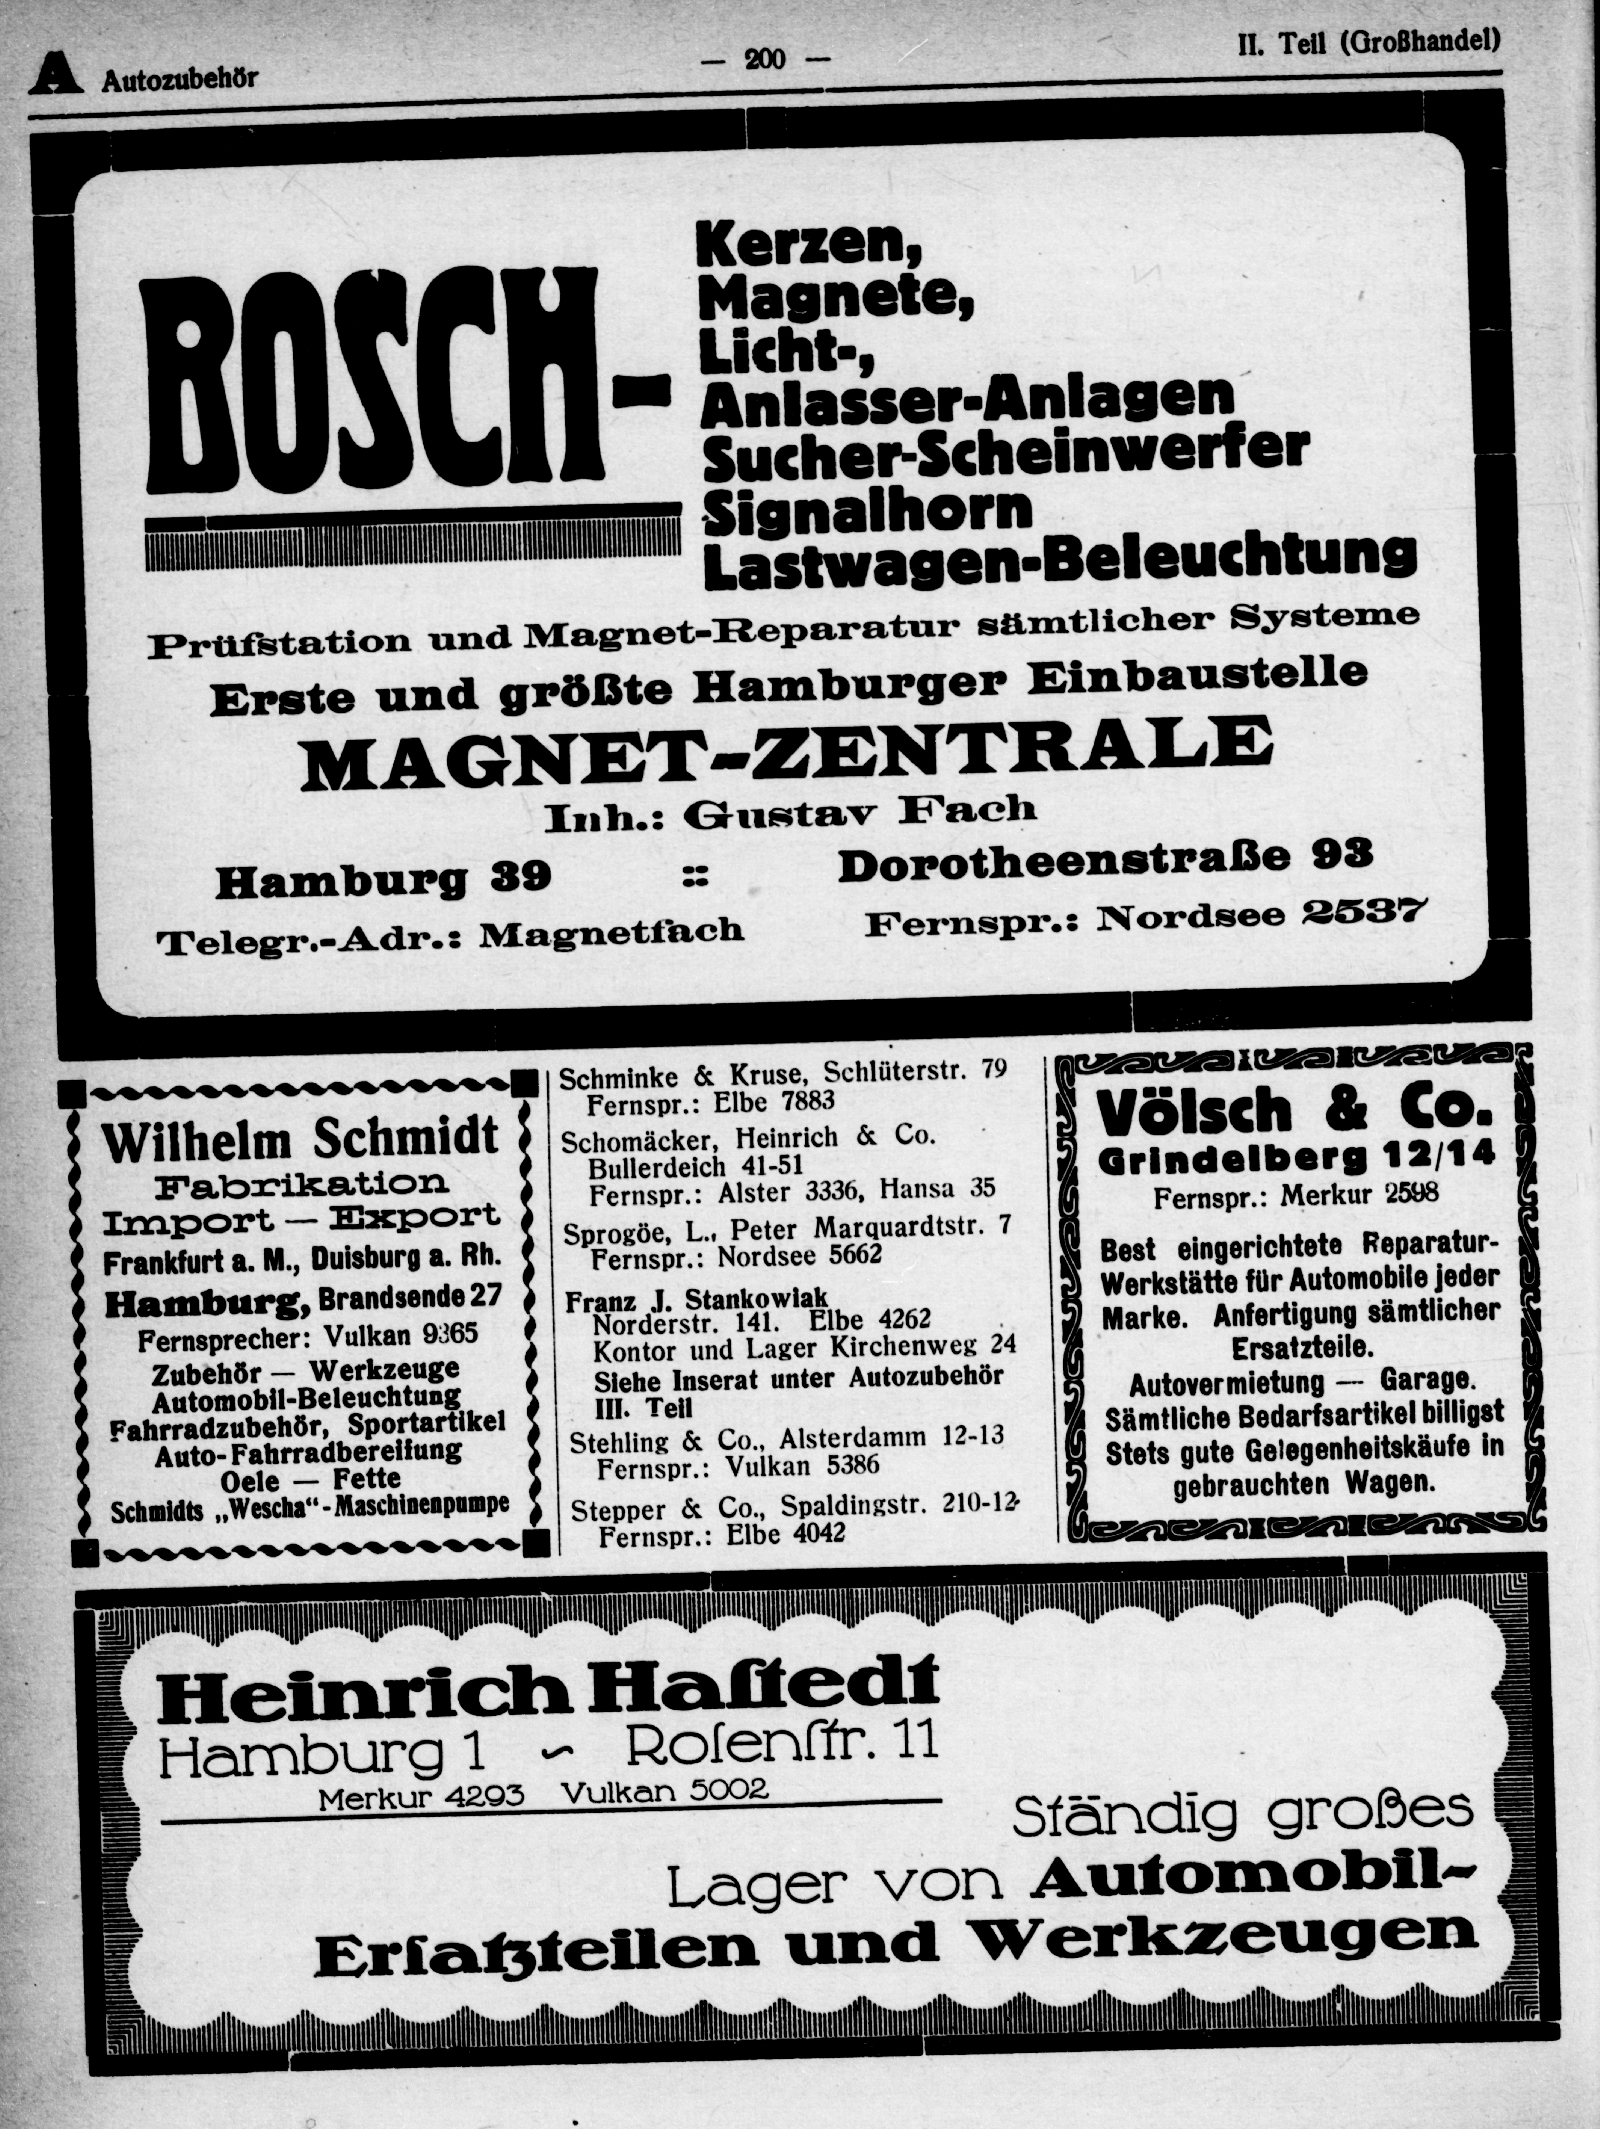 A Autozubehör
— 200 —
II. Teil (Großhandel)
BOSCH-
Kerzen,
Magnete,
Licht-,
Anlasser-Anlagen
Sucher-Scheinwerfer
Signalhorn
Lastwagen-Beleuchtung
Prüfstation und Magnet-Reparatur sämtlicher Systeme
Erste und größte Hamburger Einbaustelle
MAGNET-ZENTRALE
Inh.: Gustav Fach
Hamburg 39 :: Dorotheenstraße 93
Telegr.-Adr.: Magnetfach Fernspr.: Nordsee 2537
Wilhelm Schmidt
Fabrikation
Import — Export
Frankfurt a. M., Duisburg a. Rh.
Hamburg, Brandsende 27
Fernsprecher: Vulkan 9365
Zubehör — Werkzeuge
Automobil-Beleuchtung
Fahrradzubehör, Sportartikel
Auto-Fahrradbereifung
Oele — Fette
Schmidts „Wescha“-Maschinenpumpe
Schminke & Kruse, Schlüterstr. 79
Fernspr.: Elbe 7883
Schomäcker, Heinrich & Co.
Bullerdeich 41-51
Fernspr.: Alster 3336, Hansa 35
Sprogöe, L., Peter Marquardtstr. 7
Fernspr.: Nordsee 5662
Franz J. Stankowiak
Norderstr. 141. Elbe 4262
Kontor und Lager Kirchenweg 24
Siehe Inserat unter Autozubehör
III. Teil
Stehling & Co., Alsterdamm 12-13
Fernspr.: Vulkan 5386
Stepper & Co., Spaldingstr. 210-12
Fernspr.: Elbe 4042
Völsch & Co.
Grindelberg 12/14
Fernspr.: Merkur 2598
Best eingerichtete Reparatur-
Werkstätte für Automobile jeder
Marke. Anfertigung sämtlicher
Ersatzteile.
Autovermietung — Garage.
Sämtliche Bedarfsartikel billigst
Stets gute Gelegenheitskäufe in
gebrauchten Wagen.
Heinrich Haſtedt
Hamburg 1 ~ Roſenſtr. 11
Merkur 4293 Vulkan 5002
Ständig großes
Lager von Automobil-
Erſatzteilen und Werkzeugen